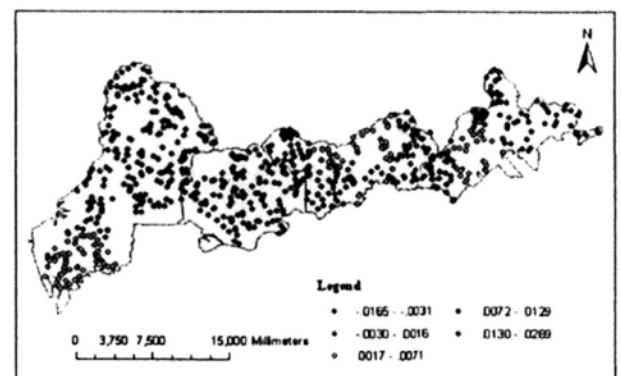 N
Legend
-.0165 - -.0031
-.0030 - .0016
.0017 - .0071
.0072 - .0129
.0130 - .0269
0 3,750 7,500 15,000 Millimeters